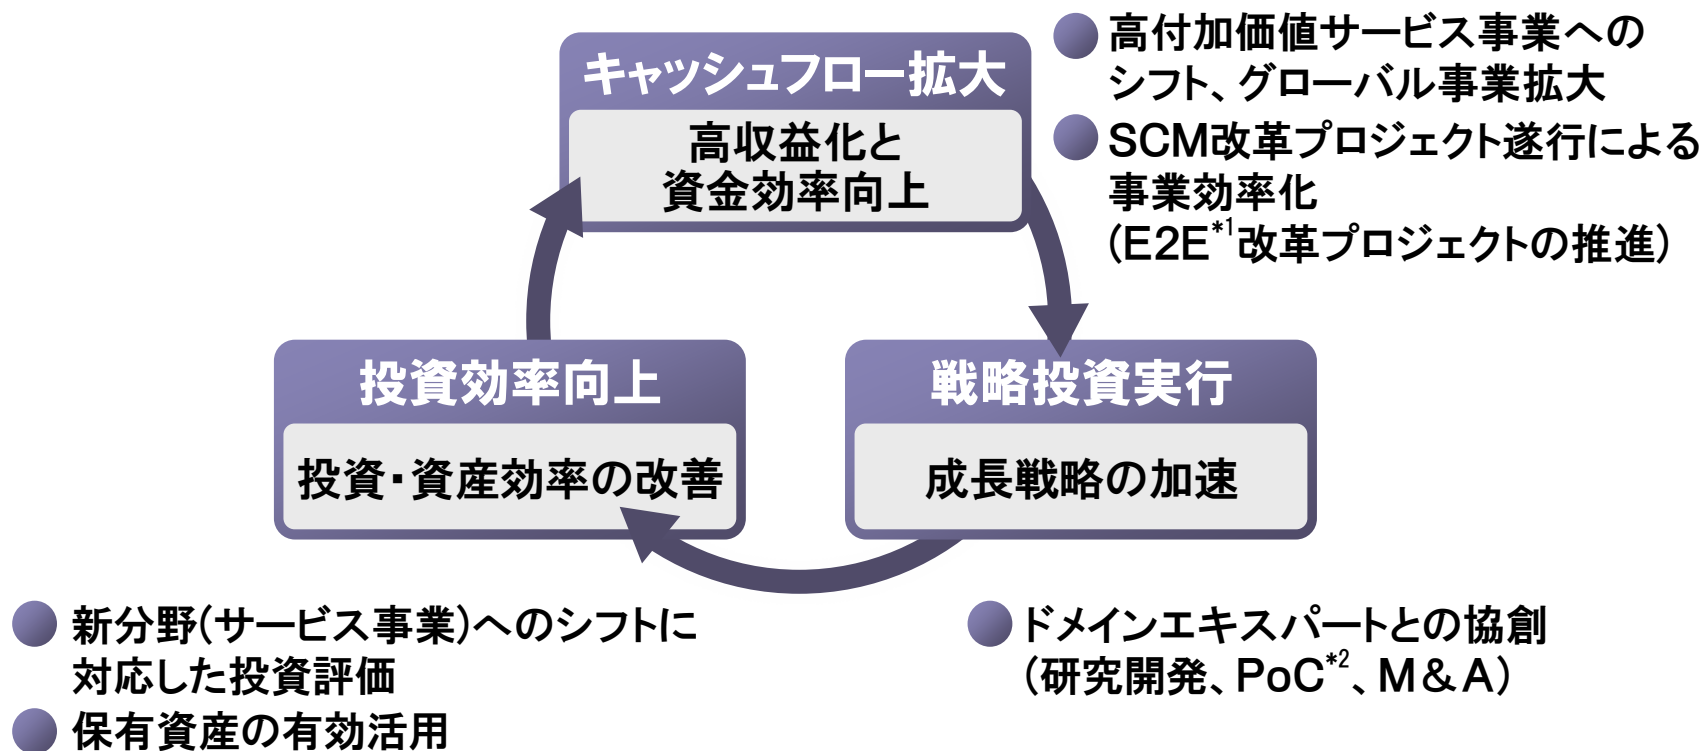 キャッシュフロー拡大
高収益化と
資金効率向上
●高付加価値サービス事業への
シフト、グローバル事業拡大
●SCM改革プロジェクト遂行による
事業効率化
(E2E*1改革プロジェクトの推進)
投資効率向上
投資・資産効率の改善
戦略投資実行
成長戦略の加速
●新分野(サービス事業)へのシフトに
対応した投資評価
●保有資産の有効活用
●ドメインエキスパートとの協創
(研究開発、PoC*2、M&A)